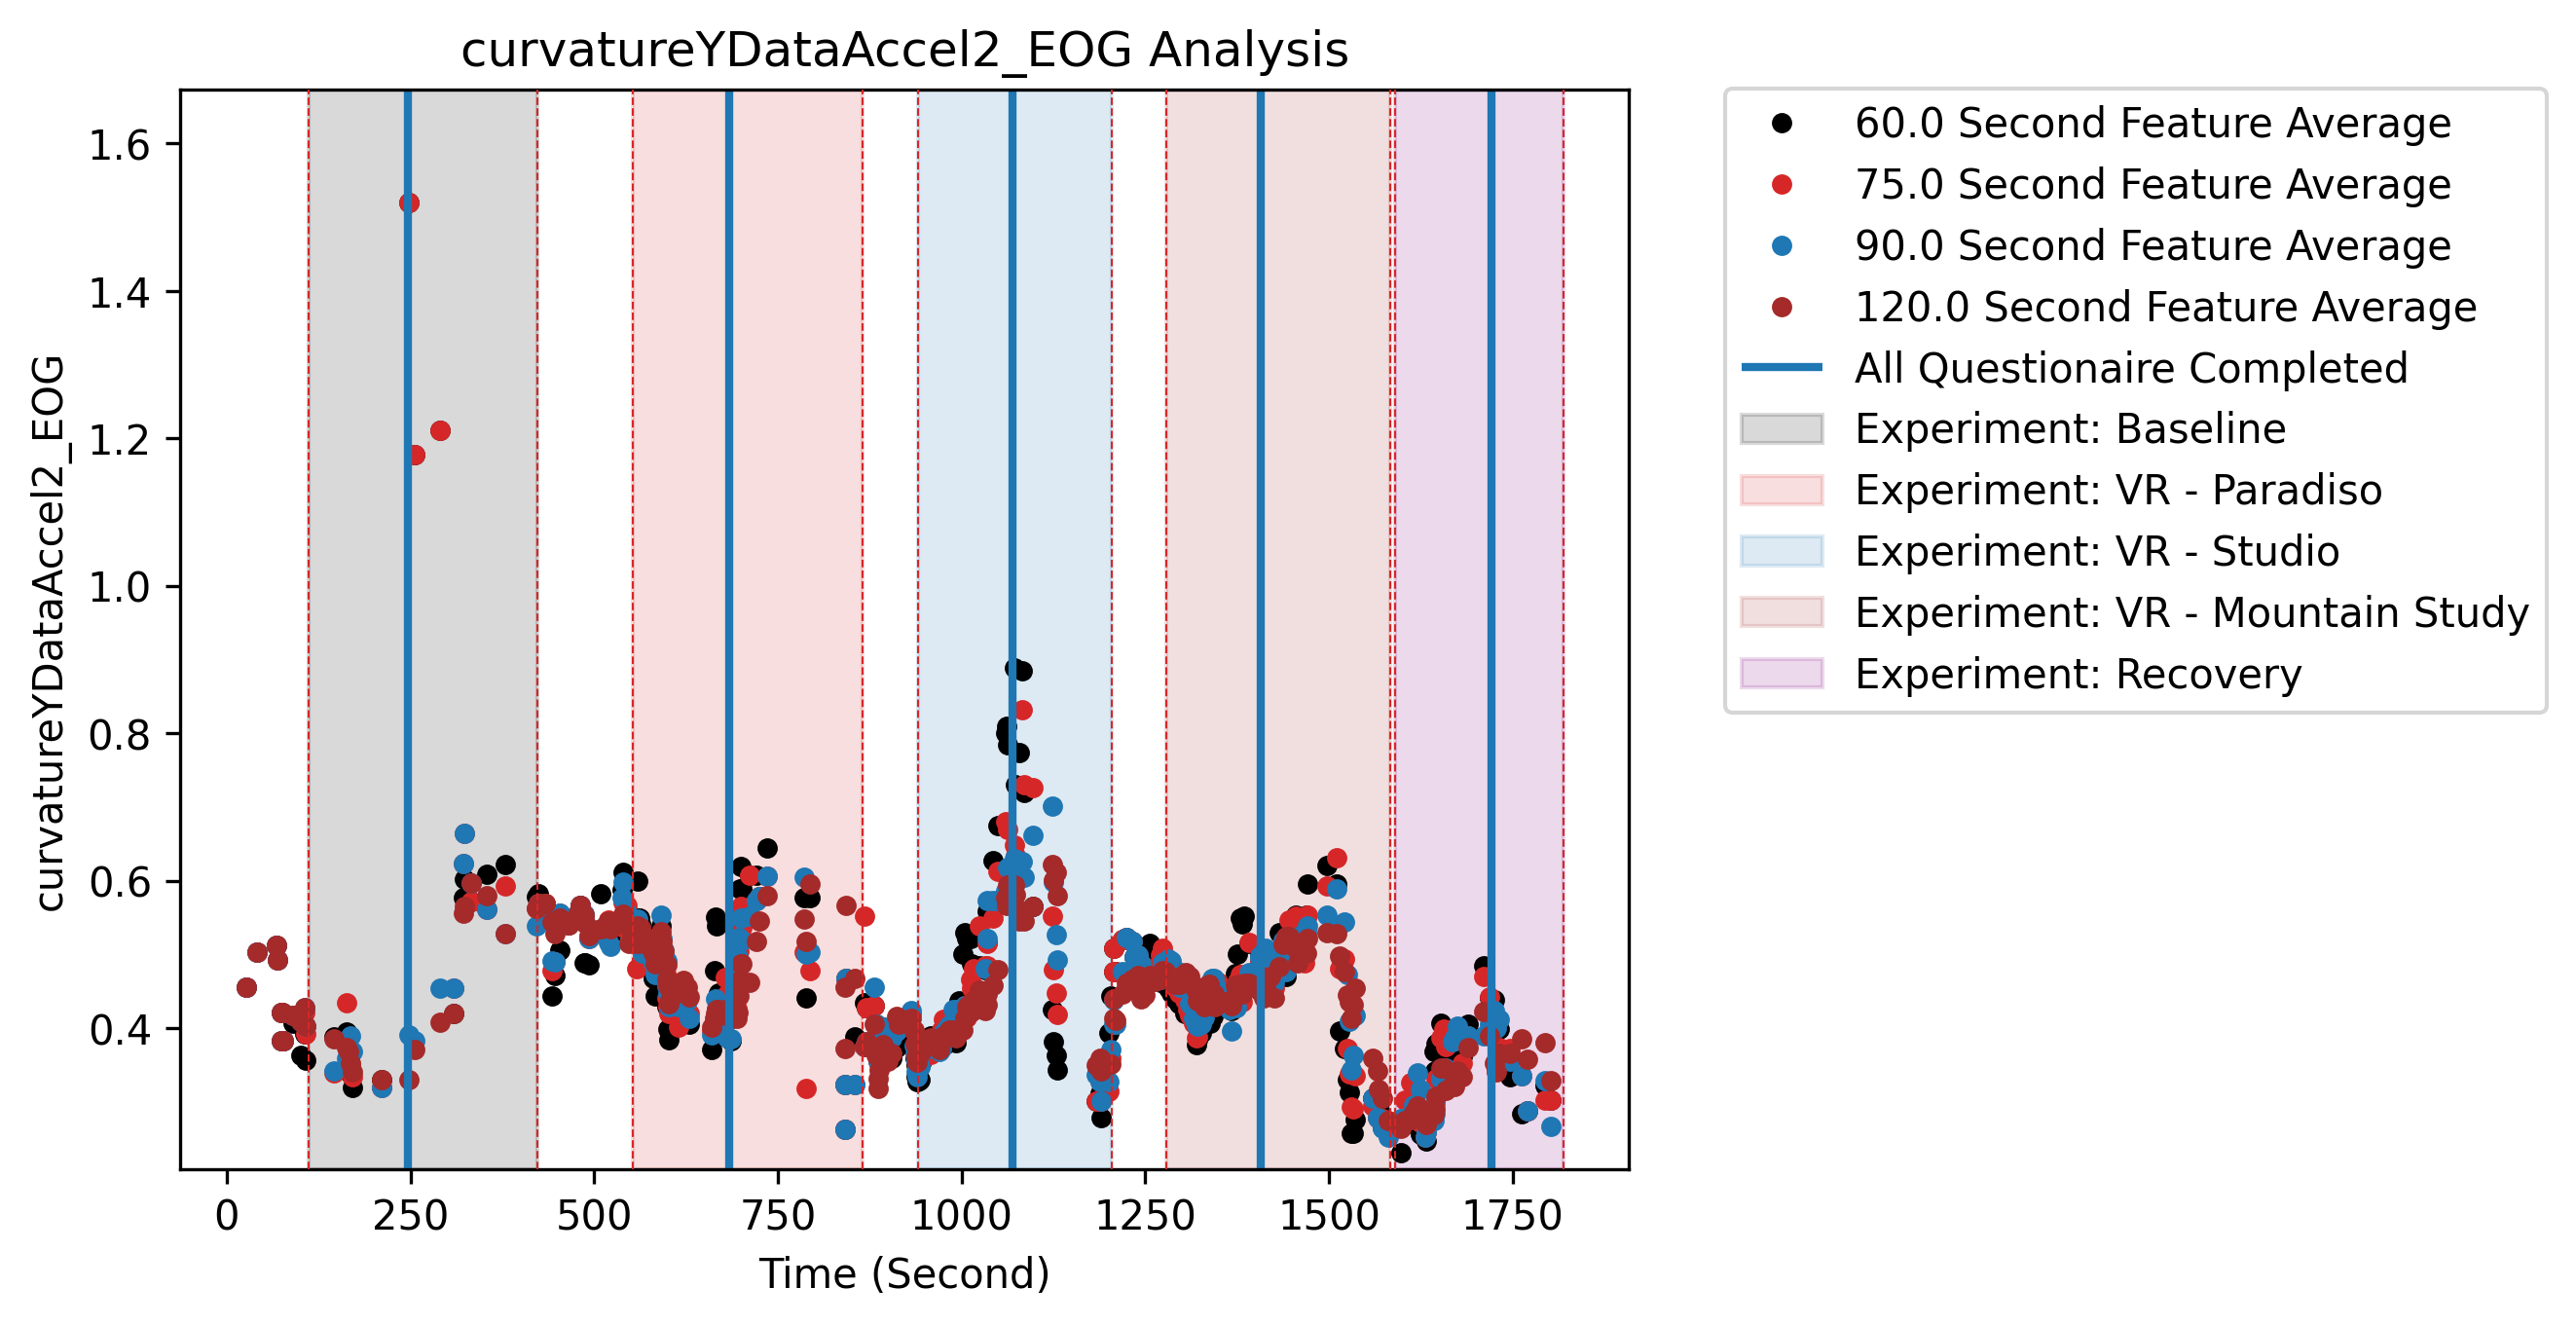 curvatureYDataAccel2_EOG Analysis
curvatureYDataAccel2_EOG
1.6
1.4
1.2
1.0
0.8
0.6
0.4
0 250 500 750 1000 1250 1500 1750
Time (Second)
60.0 Second Feature Average
75.0 Second Feature Average
90.0 Second Feature Average
120.0 Second Feature Average
All Questionaire Completed
Experiment: Baseline
Experiment: VR - Paradiso
Experiment: VR - Studio
Experiment: VR - Mountain Study
Experiment: Recovery